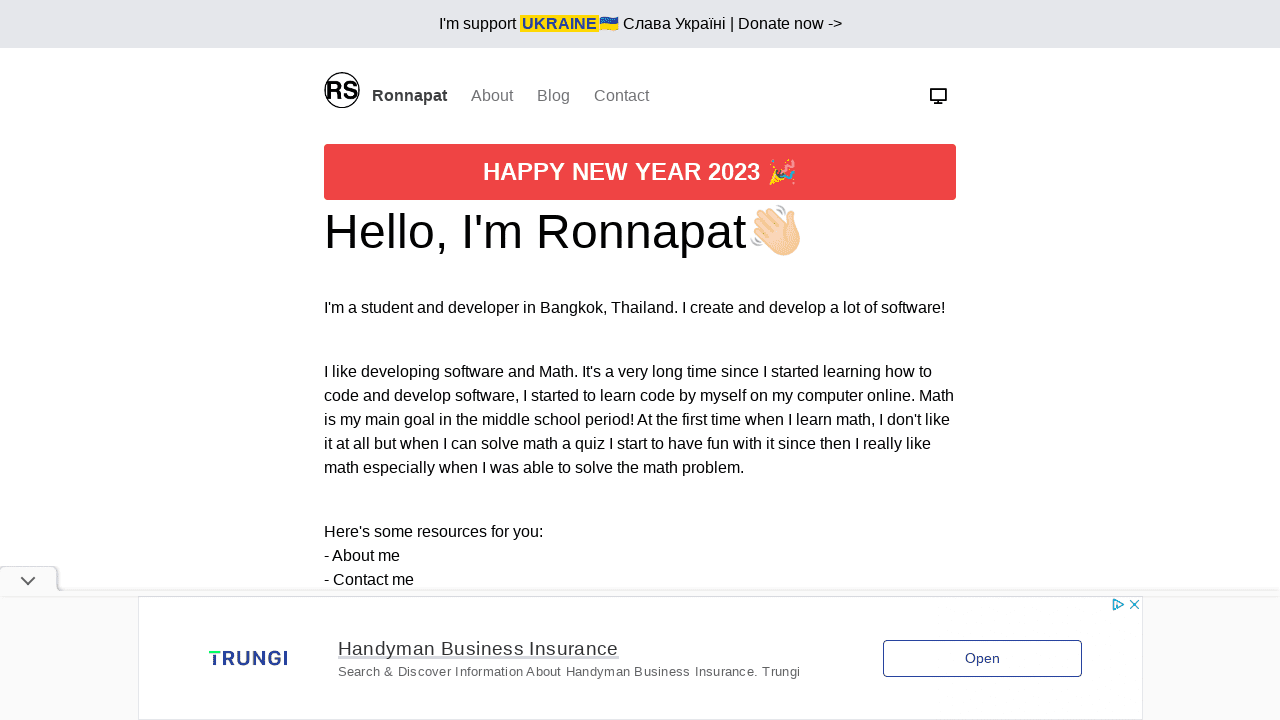 I'm support UKRAINE🇺🇦 Слава Україні | Donate now ->
RS Ronnapat About Blog Contact
HAPPY NEW YEAR 2023 🎉
Hello, I'm Ronnapat👋🏻
I'm a student and developer in Bangkok, Thailand. I create and develop a lot of software!
I like developing software and Math. It's a very long time since I started learning how to
code and develop software, I started to learn code by myself on my computer online. Math
is my main goal in the middle school period! At the first time when I learn math, I don't like
it at all but when I can solve math a quiz I start to have fun with it since then I really like
math especially when I was able to solve the math problem.
Here's some resources for you:
- About me
- Contact me
TRUNGI
Handyman Business Insurance
Search & Discover Information About Handyman Business Insurance. Trungi
Open